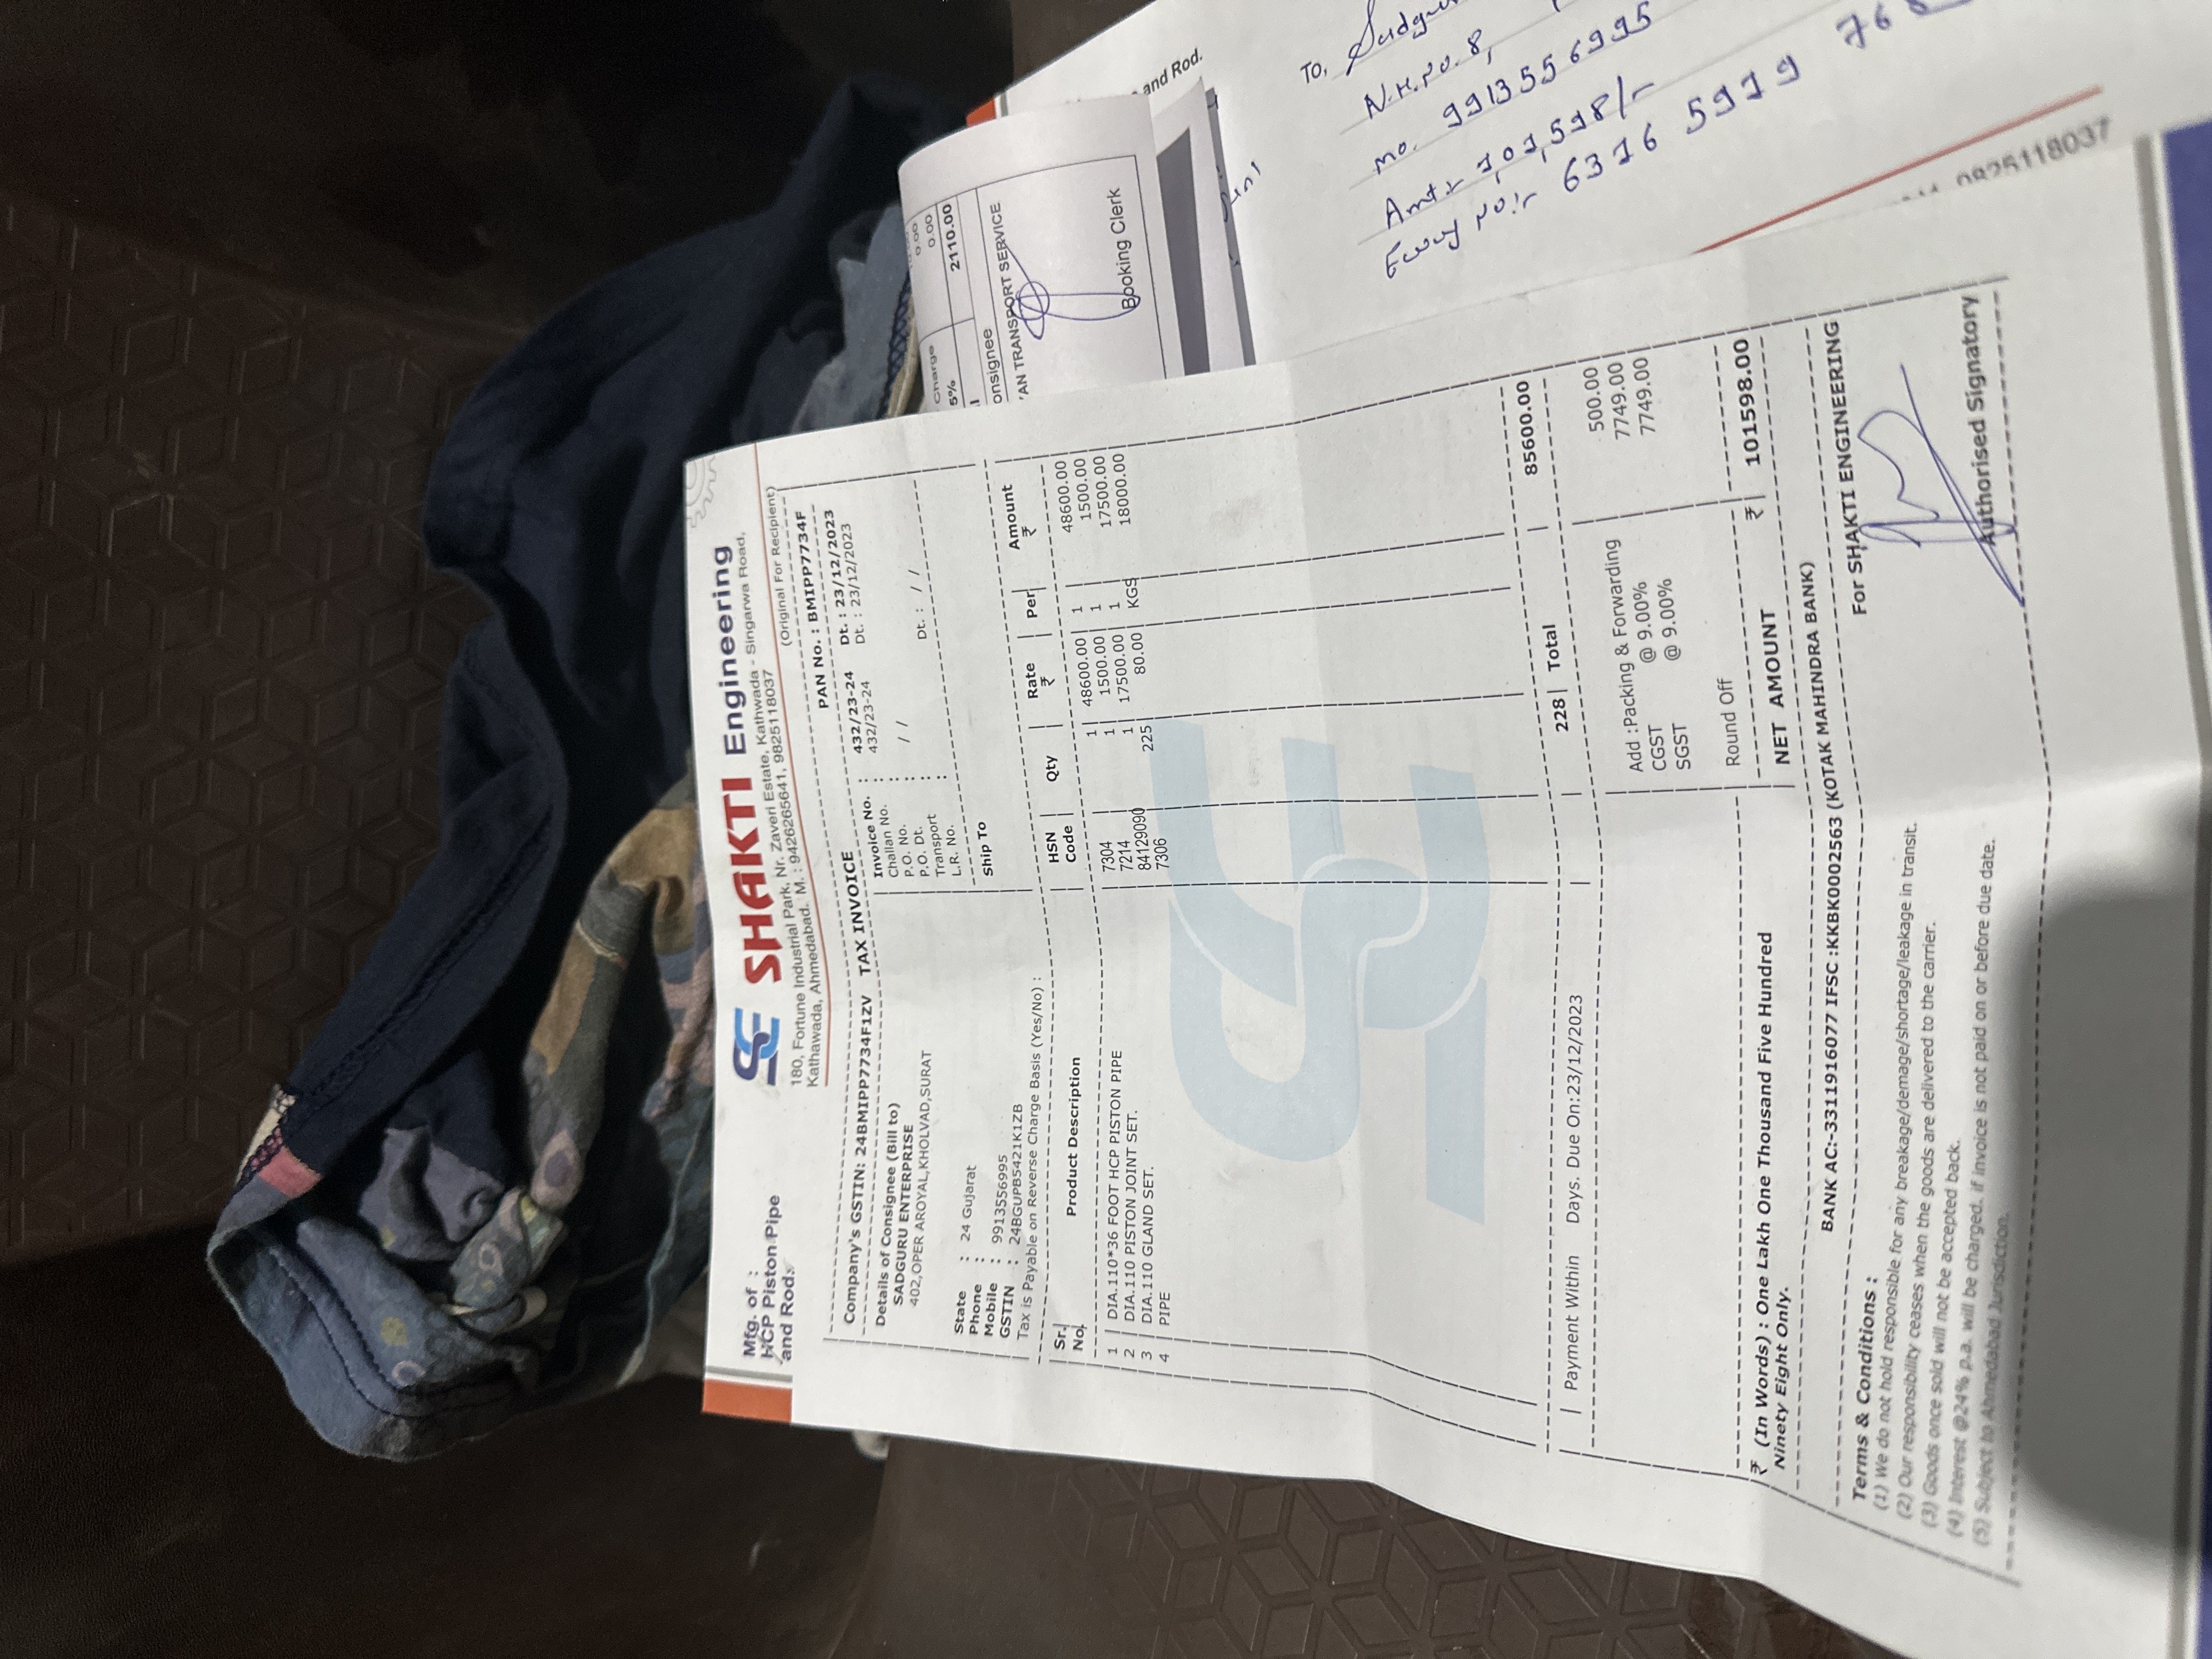 Mfg. of :
HCP Piston Pipe
and Rod.
SE SHAKTI Engineering
180, Fortune Industrial Park, Nr. Zaveri Estate, Kathwada - Singarwa Road,
Kathawada, Ahmedabad. M. : 9426265641, 9825118037
(Original For Recipient)
Company's GSTIN: 24BMIPP7734F1ZV TAX INVOICE PAN No. : BMIPP7734F
Details of Consignee (Bill to)
SADGURU ENTERPRISE
402,OPER AROYAL,KHOLVAD,SURAT
State : 24 Gujarat
Phone :
Mobile : 9913556995
GSTIN : 24BGUPB5421K1ZB
Tax is Payable on Reverse Charge Basis (Yes/No) :
Invoice No. : 432/23-24 Dt. : 23/12/2023
Challan No. : 432/23-24 Dt. : 23/12/2023
P.O. No. :
P.O. Dt. : / /
Transport :
L.R. No. : Dt. : / /
Ship To
Sr. No. Product Description HSN Code Qty Rate ₹ Per Amount ₹
1 DIA.110*36 FOOT HCP PISTON PIPE 7304 1 48600.00 1 48600.00
2 DIA.110 PISTON JOINT SET. 7214 1 1500.00 1 1500.00
3 DIA.110 GLAND SET. 84129090 1 17500.00 1 17500.00
4 PIPE 7306 225 80.00 KGS 18000.00
228 Total 85600.00
Payment Within Days. Due On:23/12/2023
Add :Packing & Forwarding 500.00
CGST @ 9.00% 7749.00
SGST @ 9.00% 7749.00
Round Off
NET AMOUNT ₹ 101598.00
₹ (In Words) : One Lakh One Thousand Five Hundred
Ninety Eight Only.
BANK AC:-3311916077 IFSC :KKBK0002563 (KOTAK MAHINDRA BANK)
Terms & Conditions :
(1) We do not hold responsible for any breakage/demage/shortage/leakage in transit.
(2) Our responsibility ceases when the goods are delivered to the carrier.
(3) Goods once sold will not be accepted back.
(4) Interest @24% p.a. will be charged. if invoice is not paid on or before due date.
(5) Subject to Ahmedabad Jurisdiction.
For SHAKTI ENGINEERING
Authorised Signatory
0.00
Charge 0.00
5%
2110.00
onsignee
'AN TRANSPORT SERVICE
Booking Clerk
and Rod.
To,
N.H.No.8,
mo. 9913556995
9825118037